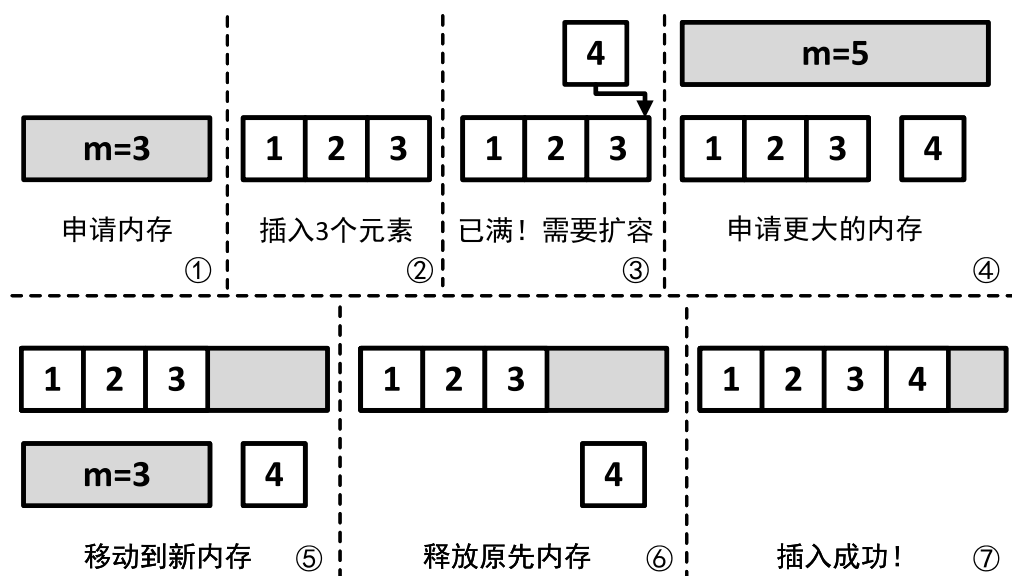 m=3
申请内存
①
1 2 3
插入3个元素
②
4
1 2 3
已满！需要扩容
③
m=5
1 2 3 4
申请更大的内存
④
1 2 3
m=3 4
移动到新内存
⑤
1 2 3
4
释放原先内存
⑥
1 2 3 4
插入成功！
⑦